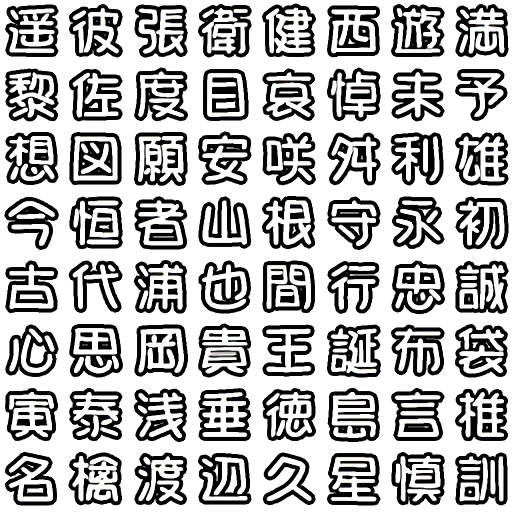 遥彼張衛健西遊満
黎佐度目哀悼未予
想図願安咲舛利雄
今恒者山根守永初
古代浦也間行忠誠
心思岡貴王誕布袋
寅泰浅垂徳島言推
名檎渡辺久星慎訓